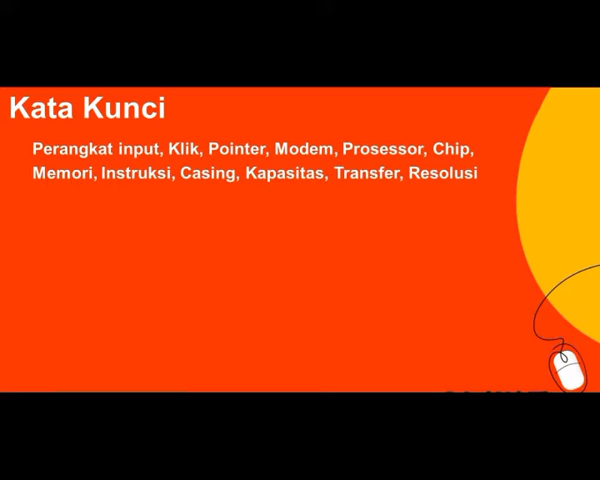 Kata Kunci
Perangkat input, Klik, Pointer, Modem, Prosessor, Chip,
Memori, Instruksi, Casing, Kapasitas, Transfer, Resolusi